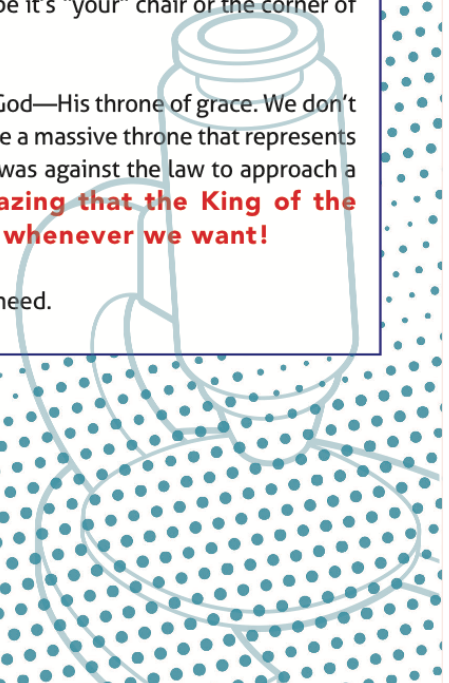 be it's "your" chair or the corner of
God—His throne of grace. We don't
e a massive throne that represents
was against the law to approach a
azing that the King of the
whenever we want!
need.